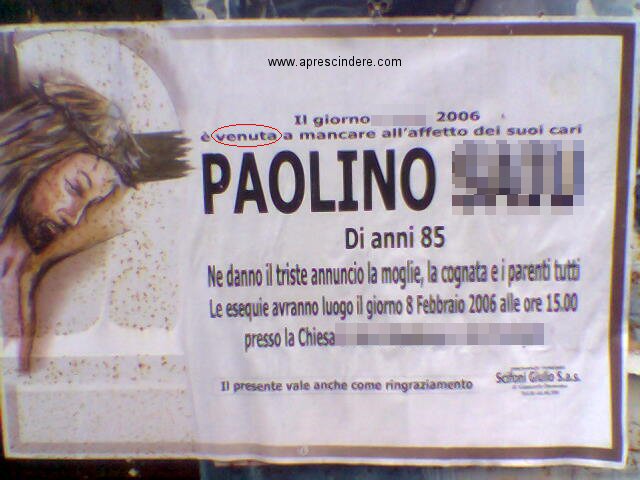 www.aprescindere.com
Il giorno 2006
è venuta a mancare all'affetto dei suoi cari
PAOLINO
Di anni 85
Ne danno il triste annuncio la moglie, la cognata e i parenti tutti
Le esequie avranno luogo il giorno 8 Febbraio 2006 alle ore 15.00
presso la Chiesa
Il presente vale anche come ringraziamento
Scifoni Giulio S.a.s.